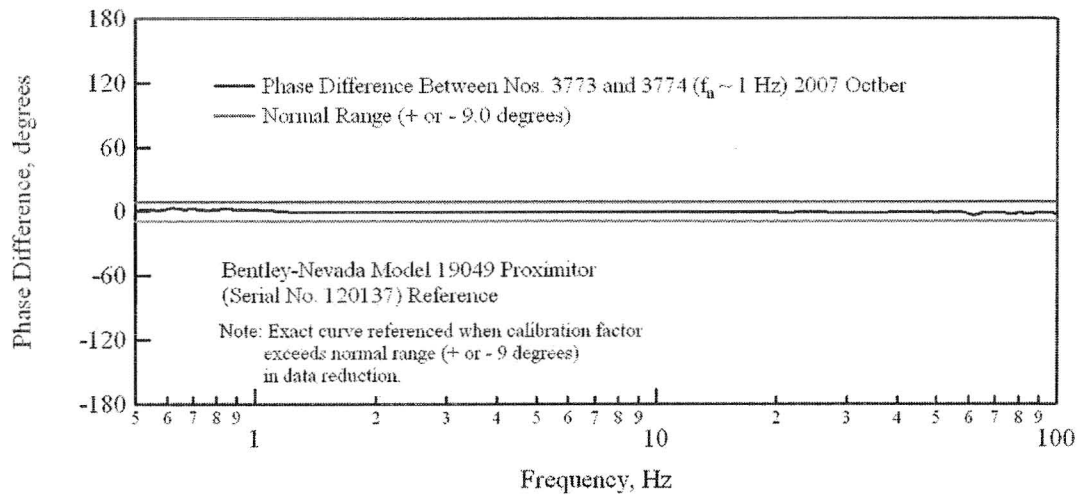 180
120
60
0
-60
-120
-180
Phase Difference, degrees
Phase Difference Between Nos. 3773 and 3774 (fn ~ 1 Hz) 2007 Octber
Normal Range (+ or - 9.0 degrees)
Bentley-Nevada Model 19049 Proximitor
(Serial No. 120137) Reference
Note: Exact curve referenced when calibration factor
exceeds normal range (+ or - 9 degrees)
in data reduction.
5 6 7 8 9 2 3 4 5 6 7 8 9 2 3 4 5 6 7 8 9
1 10 100
Frequency, Hz